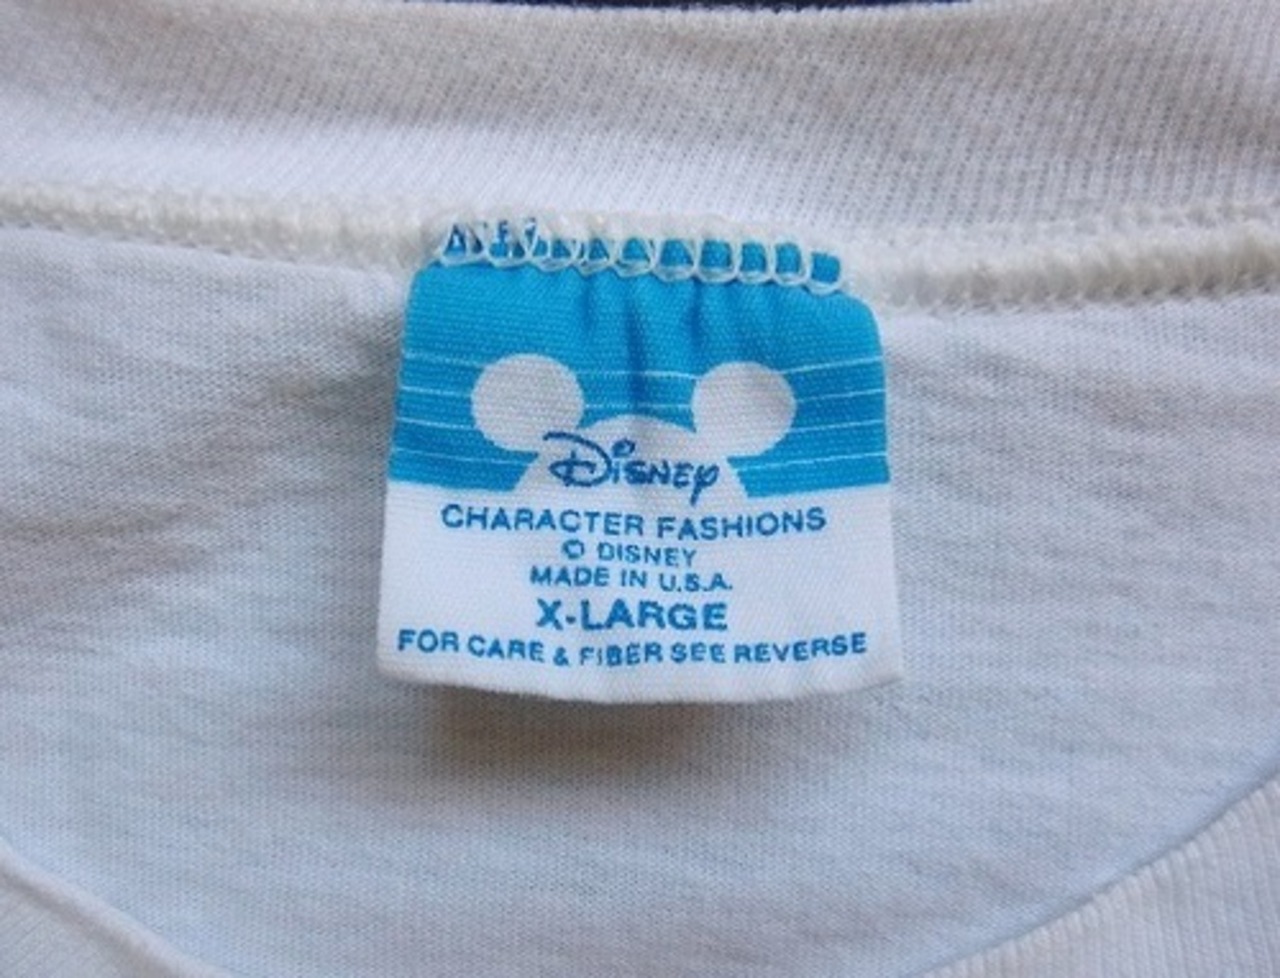 Disney
CHARACTER FASHIONS
© DISNEY
MADE IN U.S.A.
X-LARGE
FOR CARE & FIBER SEE REVERSE